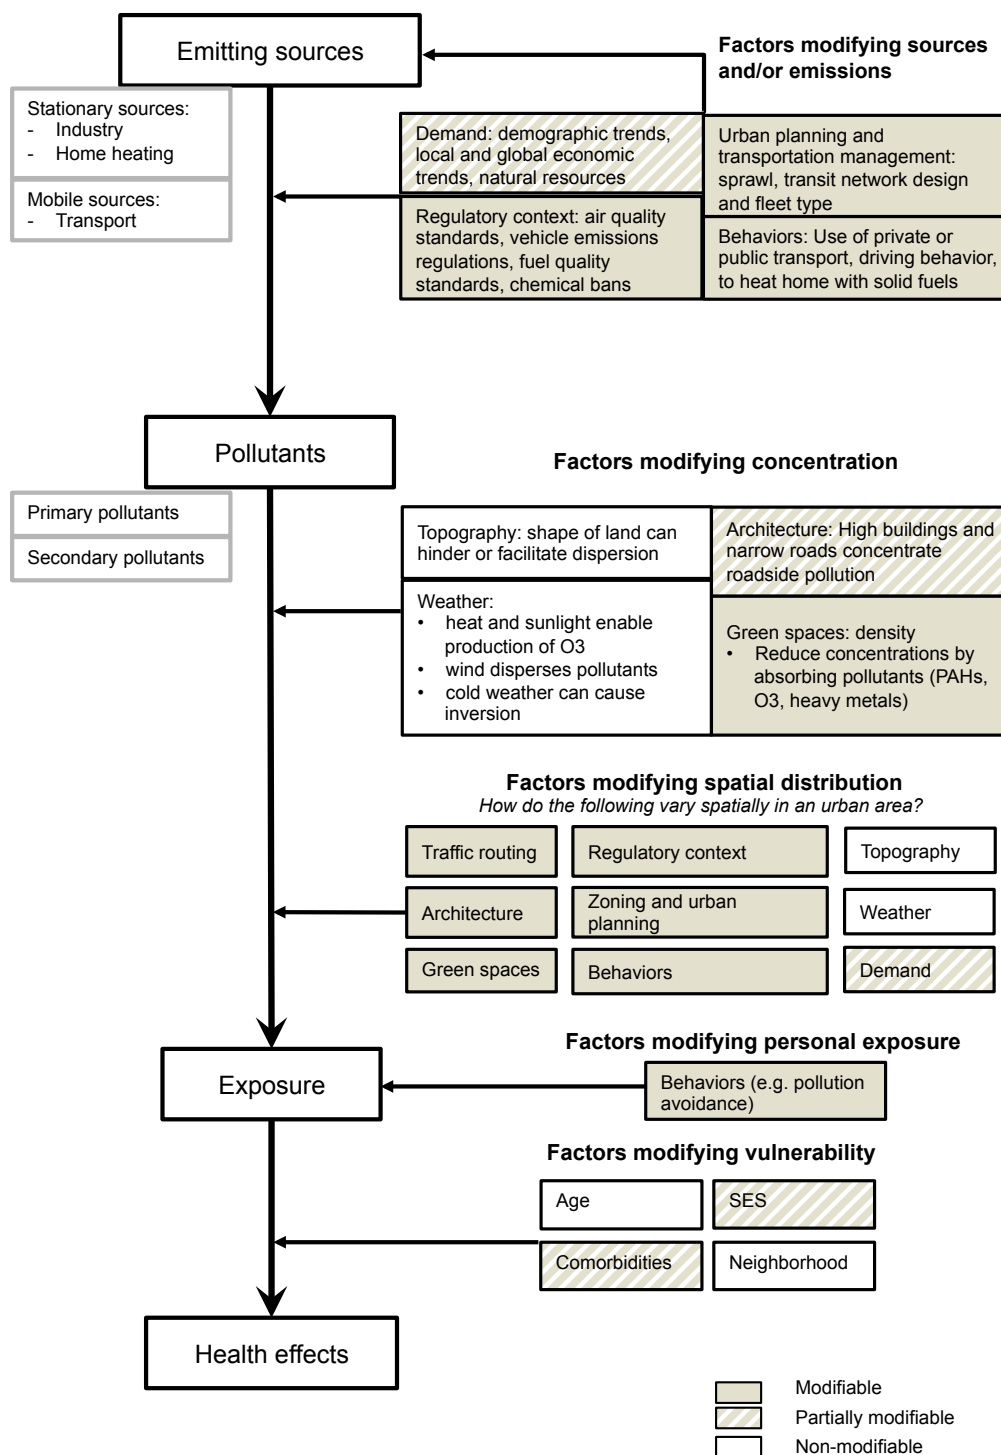 Emitting sources
Factors modifying sources
and/or emissions
Stationary sources:
- Industry
- Home heating
Mobile sources:
- Transport
Demand: demographic trends,
local and global economic
trends, natural resources
Urban planning and
transportation management:
sprawl, transit network design
and fleet type
Regulatory context: air quality
standards, vehicle emissions
regulations, fuel quality
standards, chemical bans
Behaviors: Use of private or
public transport, driving behavior,
to heat home with solid fuels
Pollutants
Factors modifying concentration
Primary pollutants
Secondary pollutants
Topography: shape of land can
hinder or facilitate dispersion
Architecture: High buildings and
narrow roads concentrate
roadside pollution
Weather:
• heat and sunlight enable
production of O3
• wind disperses pollutants
• cold weather can cause
inversion
Green spaces: density
• Reduce concentrations by
absorbing pollutants (PAHs,
O3, heavy metals)
Factors modifying spatial distribution
How do the following vary spatially in an urban area?
Traffic routing
Regulatory context
Topography
Architecture
Zoning and urban
planning
Weather
Green spaces
Behaviors
Demand
Factors modifying personal exposure
Exposure
Behaviors (e.g. pollution
avoidance)
Factors modifying vulnerability
Age
SES
Comorbidities
Neighborhood
Health effects
Modifiable
Partially modifiable
Non-modifiable